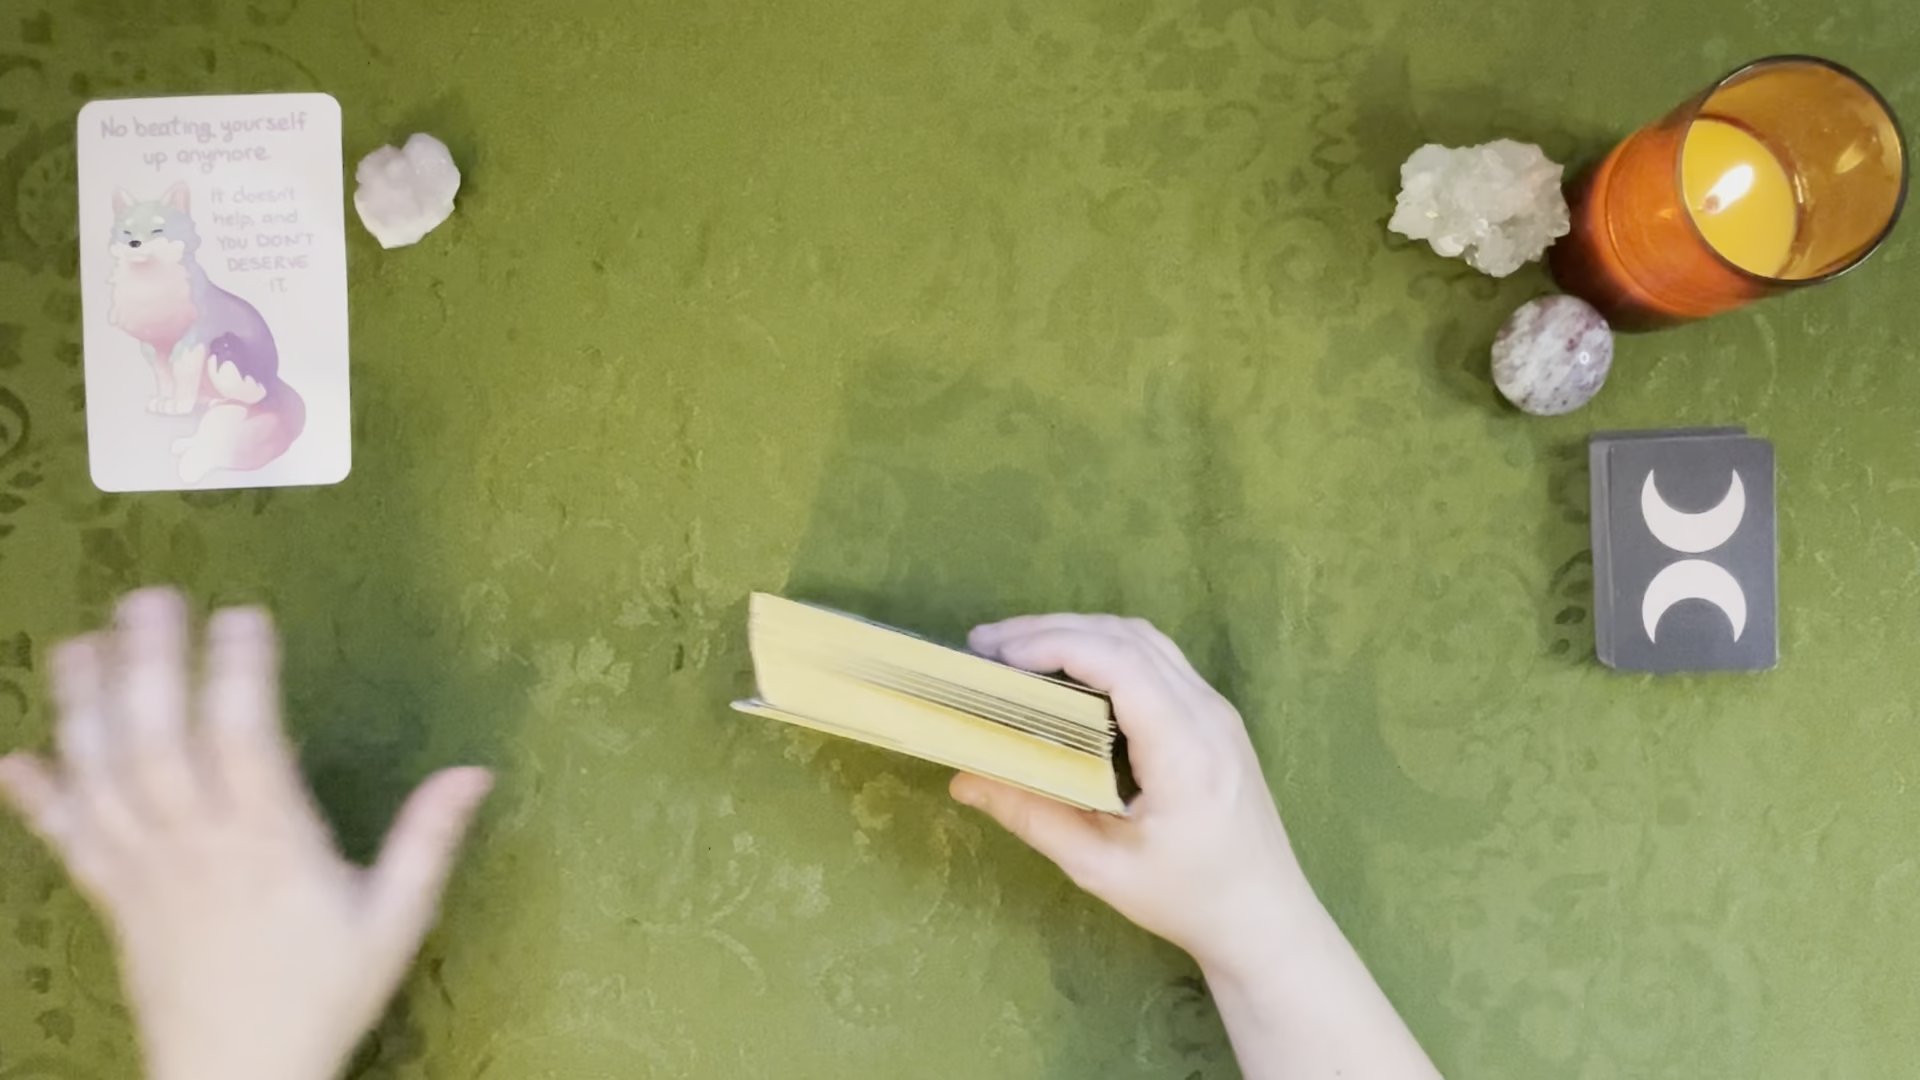 No beating yourself
up anymore
It doesn't
help, and
YOU DON'T
DESERVE
IT.